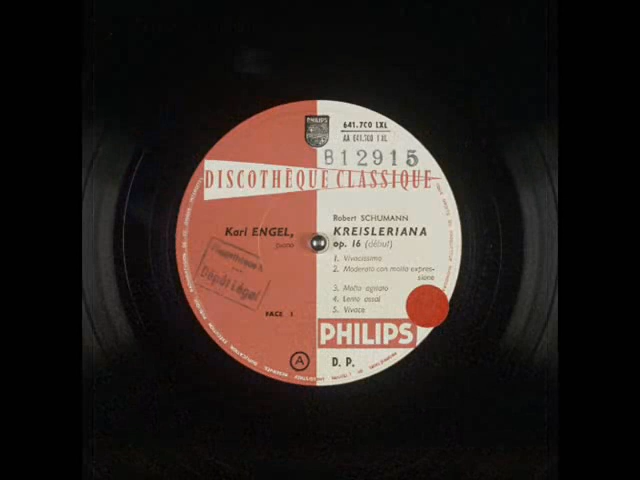 PHILIPS
641.700 LXL
B12915
DISCOTHÈQUE CLASSIQUE
Robert SCHUMANN
Karl ENGEL,
piano
KREISLERIANA
op. 16 (début)
1. Vivacissimo
2. Moderato con molto expres-
sione
3. Molto agitato
4. Lento assai
5. Vivace
Dépôt Légal
FACE 1
PHILIPS
A
D. P.